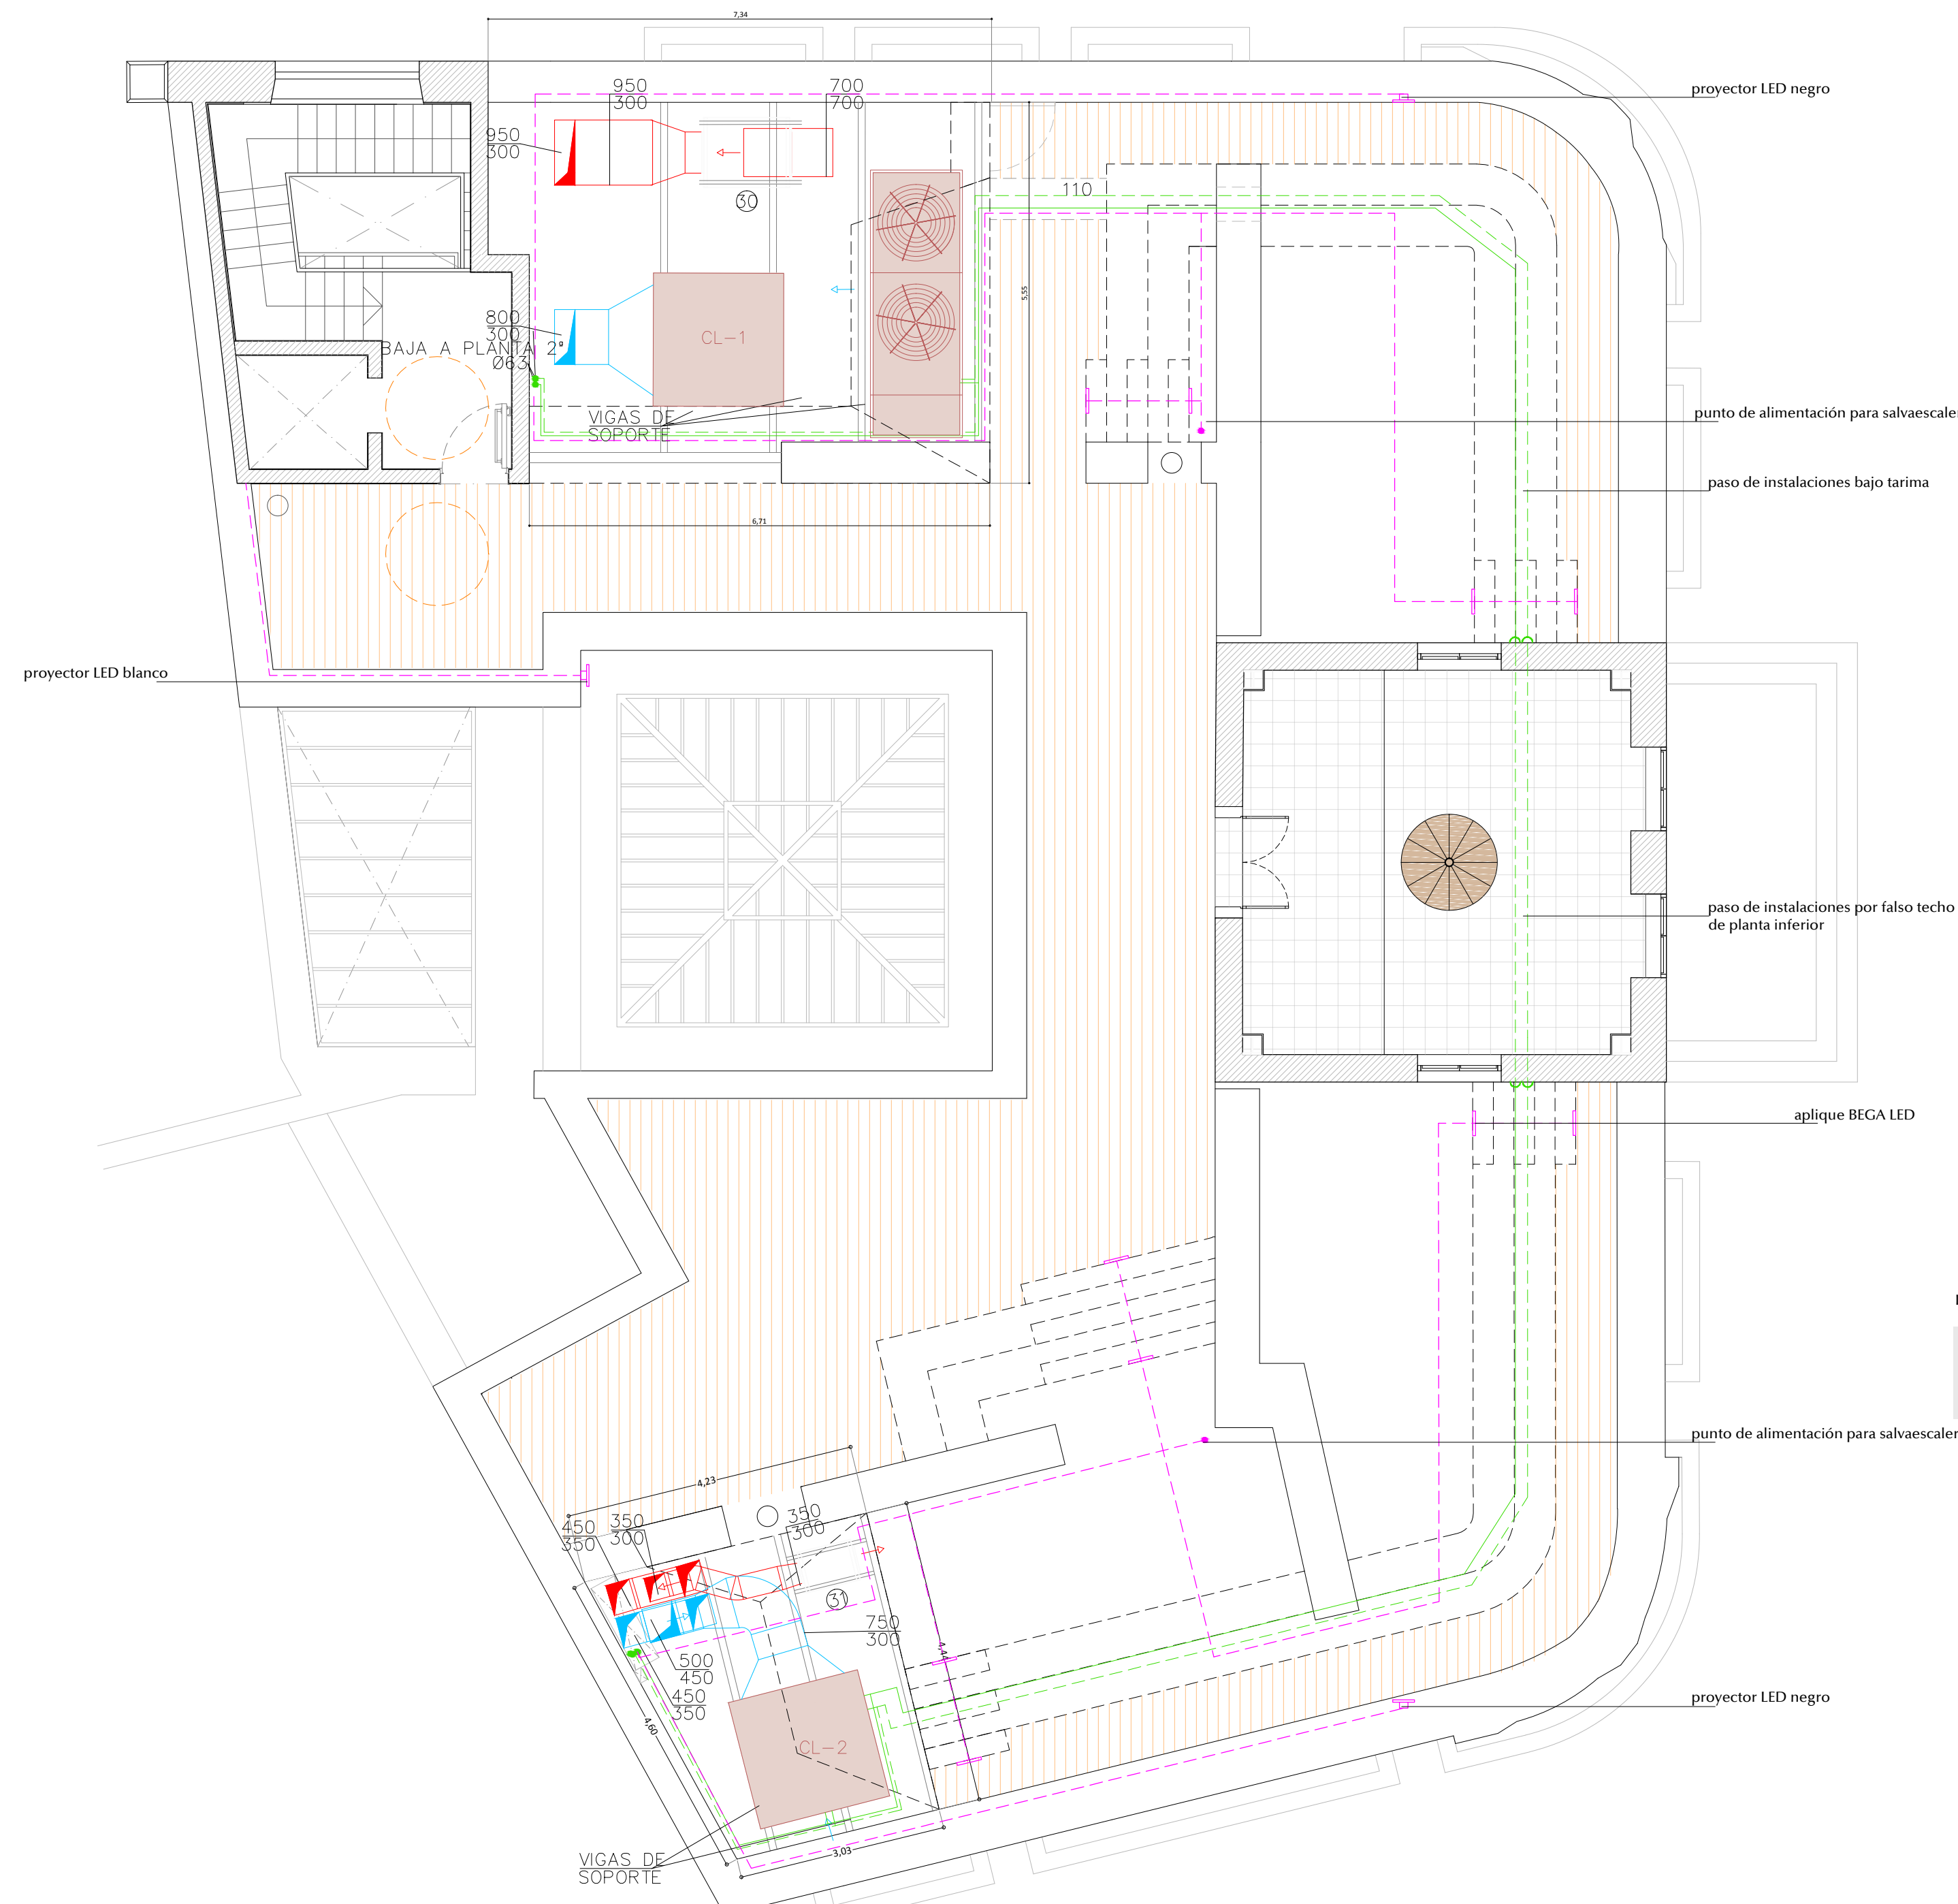 7,34
950
300
700
700
proyector LED negro
950
300
30
110
5,55
800
300
BAJA A PLANTA 2ª
Ø63
CL-1
VIGAS DE
SOPORTE
punto de alimentación para
paso de instalaciones bajo tarima
6,71
proyector LED blanco
paso de instalaciones por falso techo
de planta inferior
aplique BEGA LED
punto de alimentación para
4,23
350
300
450
350
350
300
31
750
300
4,44
500
450
450
350
4,60
CL-2
proyector LED negro
VIGAS DE
SOPORTE
3,03